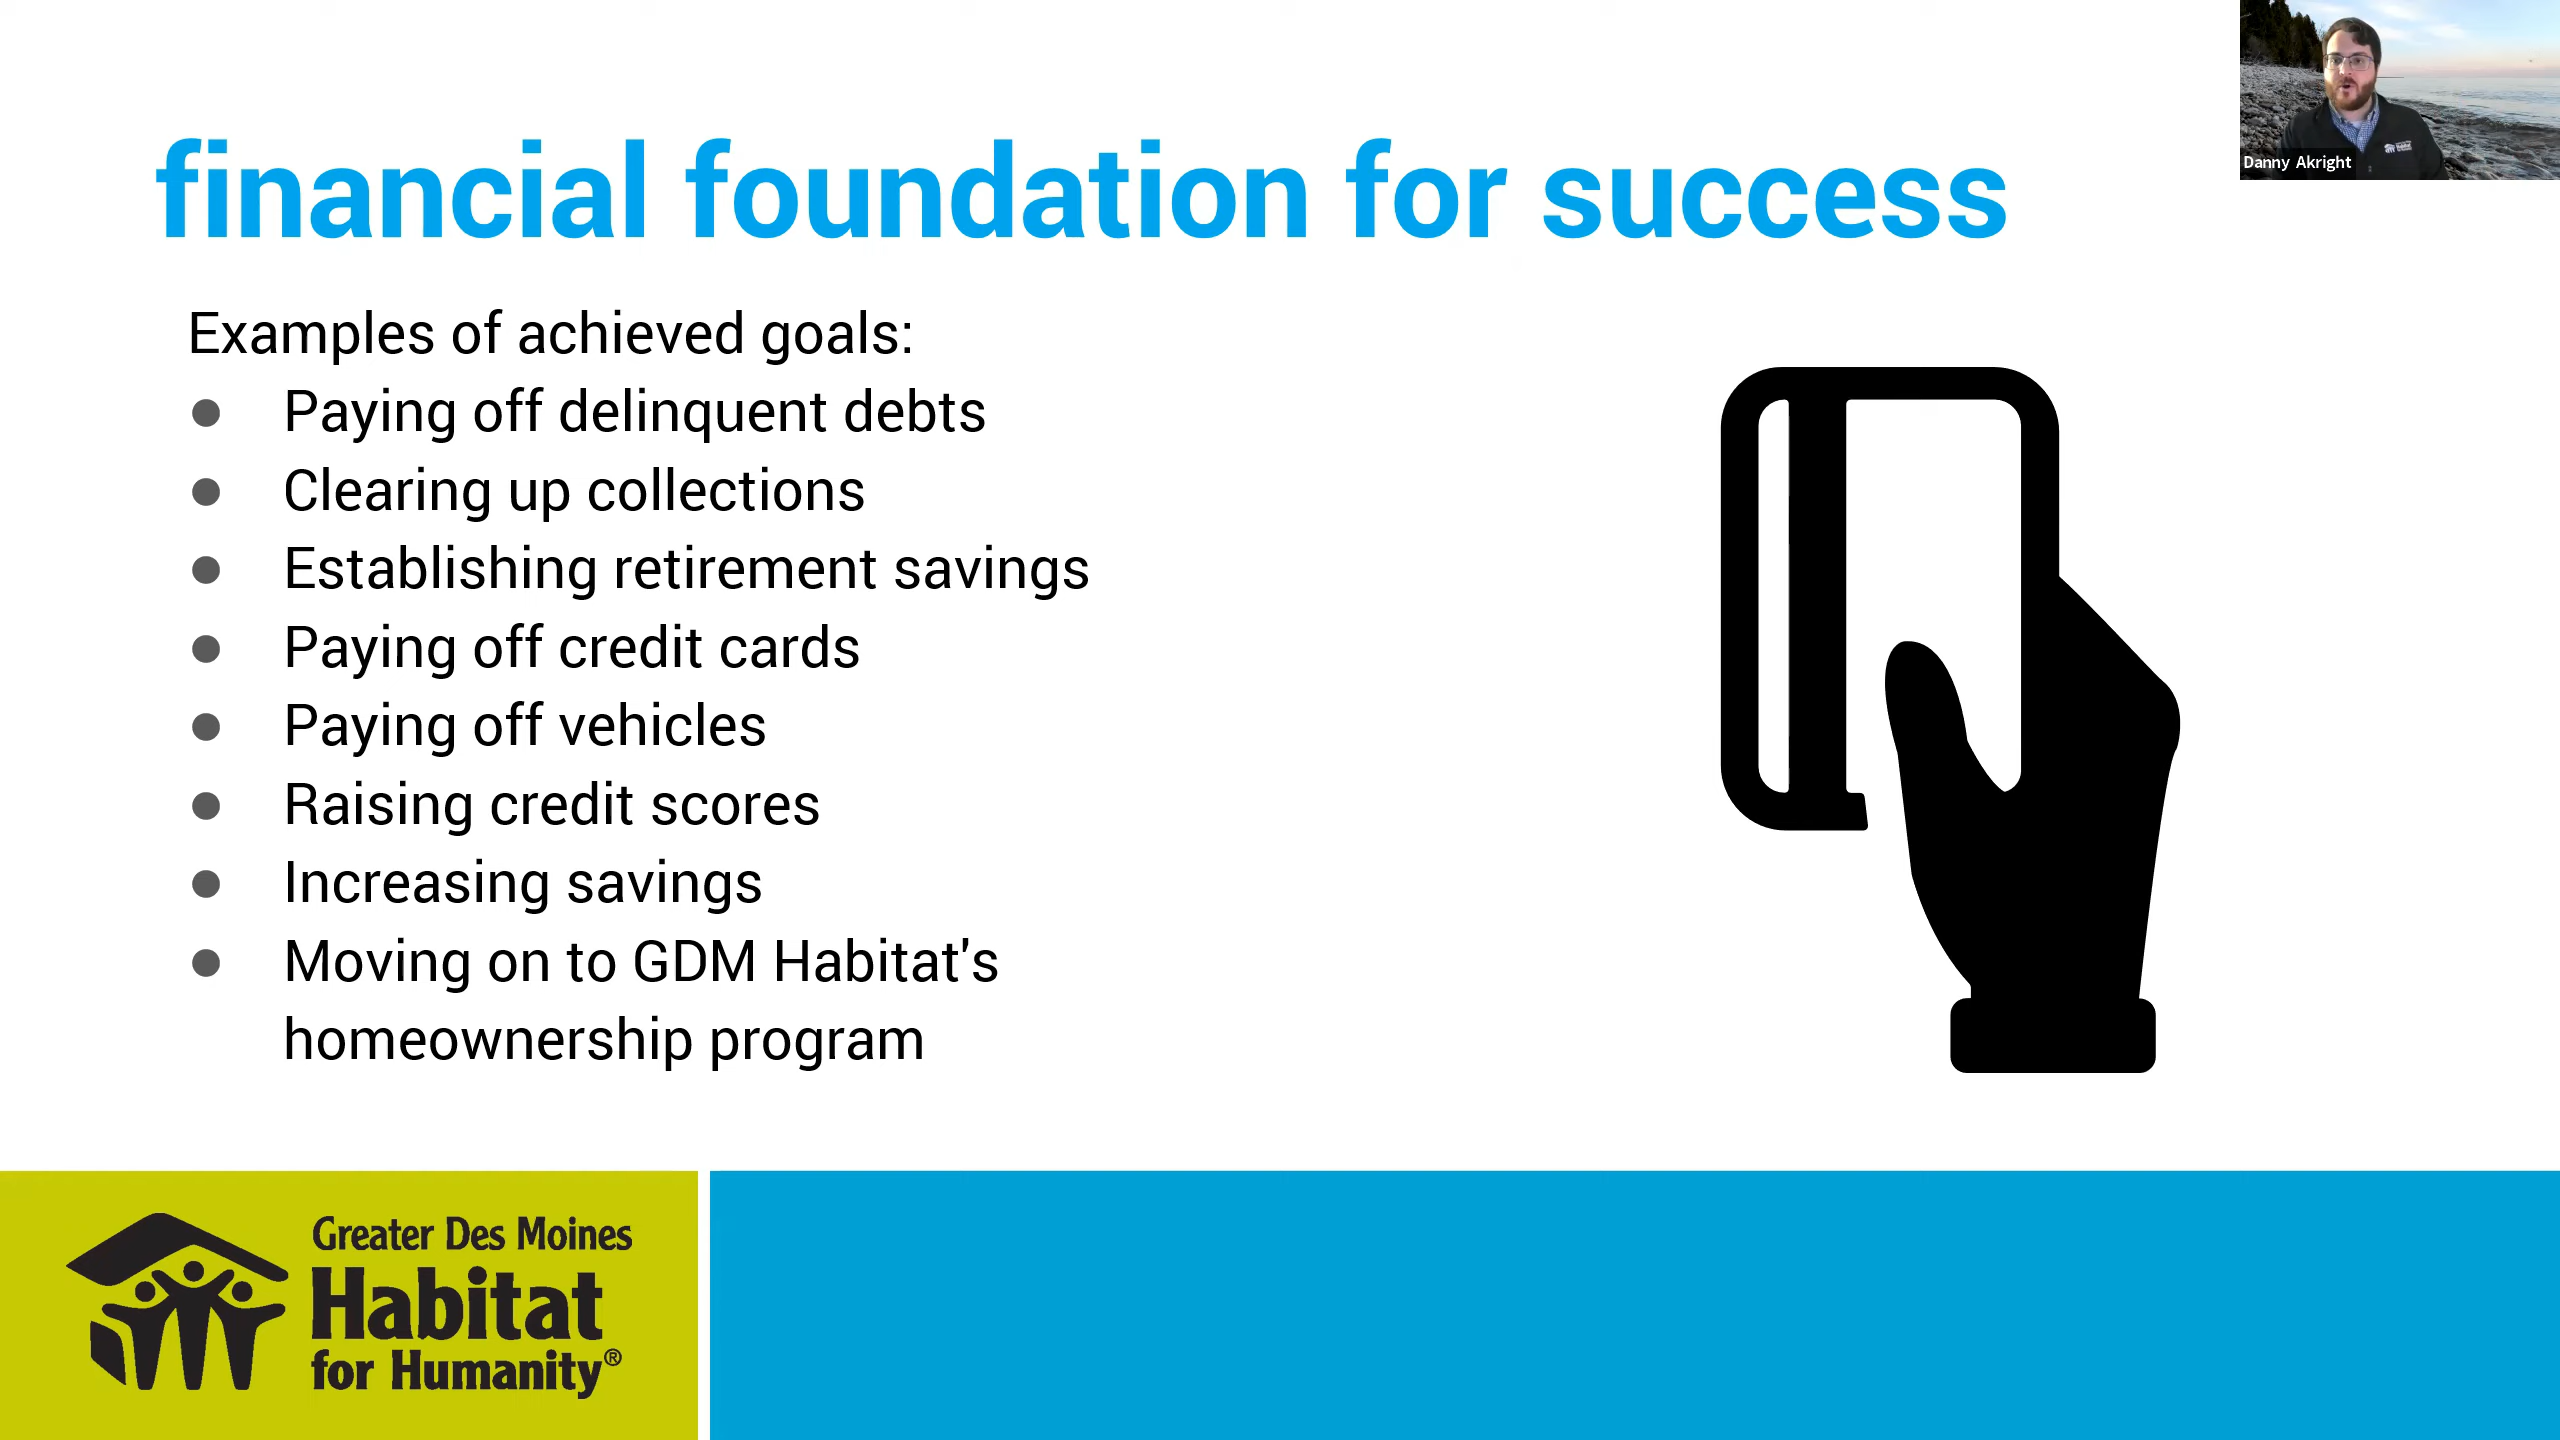 financial foundation for success
Danny Akright
Examples of achieved goals:
● Paying off delinquent debts
● Clearing up collections
● Establishing retirement savings
● Paying off credit cards
● Paying off vehicles
● Raising credit scores
● Increasing savings
● Moving on to GDM Habitat's
homeownership program
Greater Des Moines
Habitat
for Humanity®